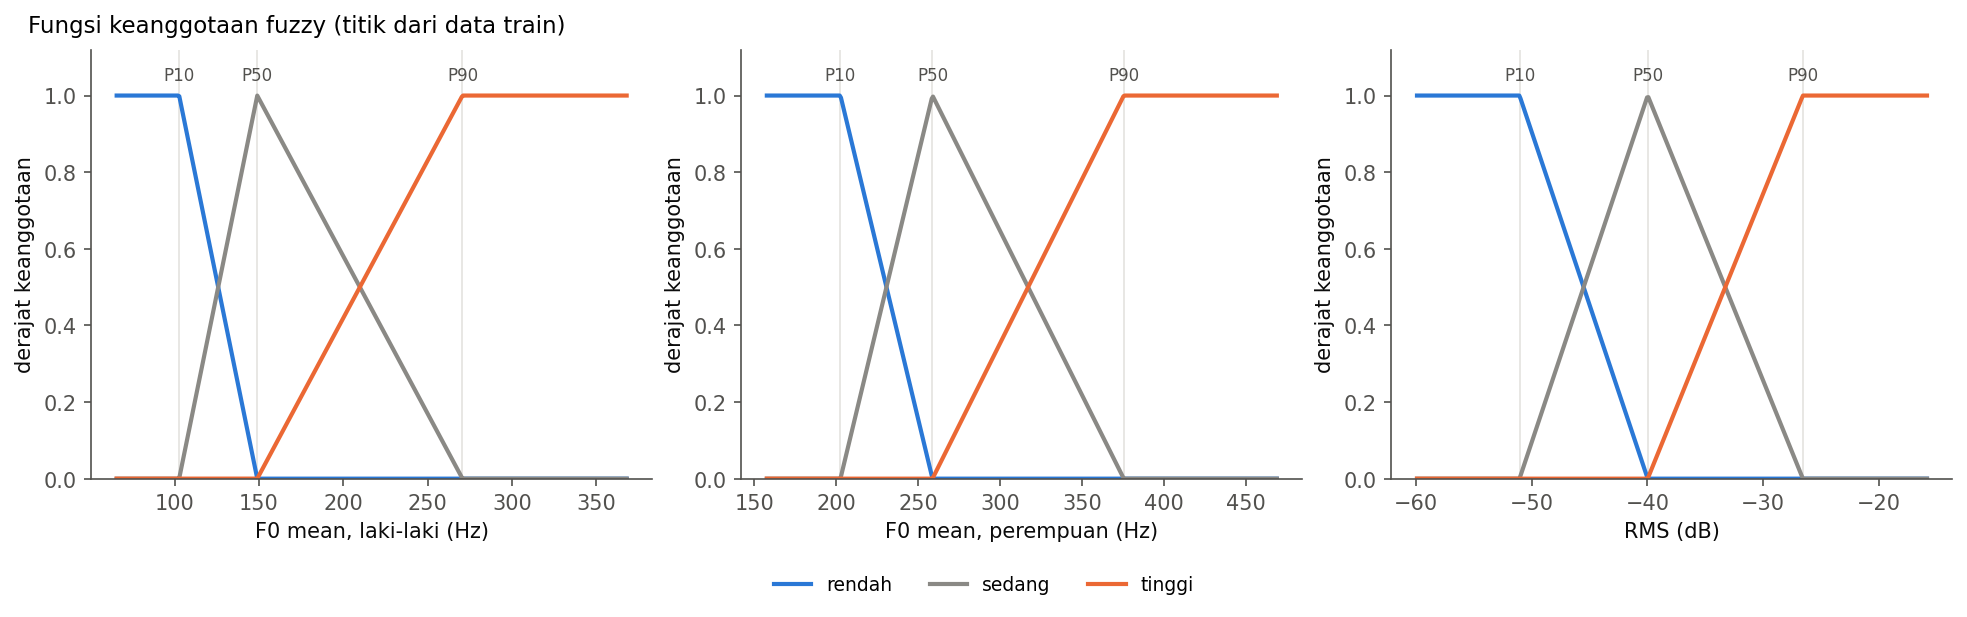 Fungsi keanggotaan fuzzy (titik dari data train)
P10 P50 P90
1.0
0.8
0.6
0.4
0.2
0.0
derajat keanggotaan
100 150 200 250 300 350
F0 mean, laki-laki (Hz)
P10 P50 P90
1.0
0.8
0.6
0.4
0.2
0.0
derajat keanggotaan
150 200 250 300 350 400 450
F0 mean, perempuan (Hz)
P10 P50 P90
1.0
0.8
0.6
0.4
0.2
0.0
derajat keanggotaan
−60 −50 −40 −30 −20
RMS (dB)
rendah sedang tinggi